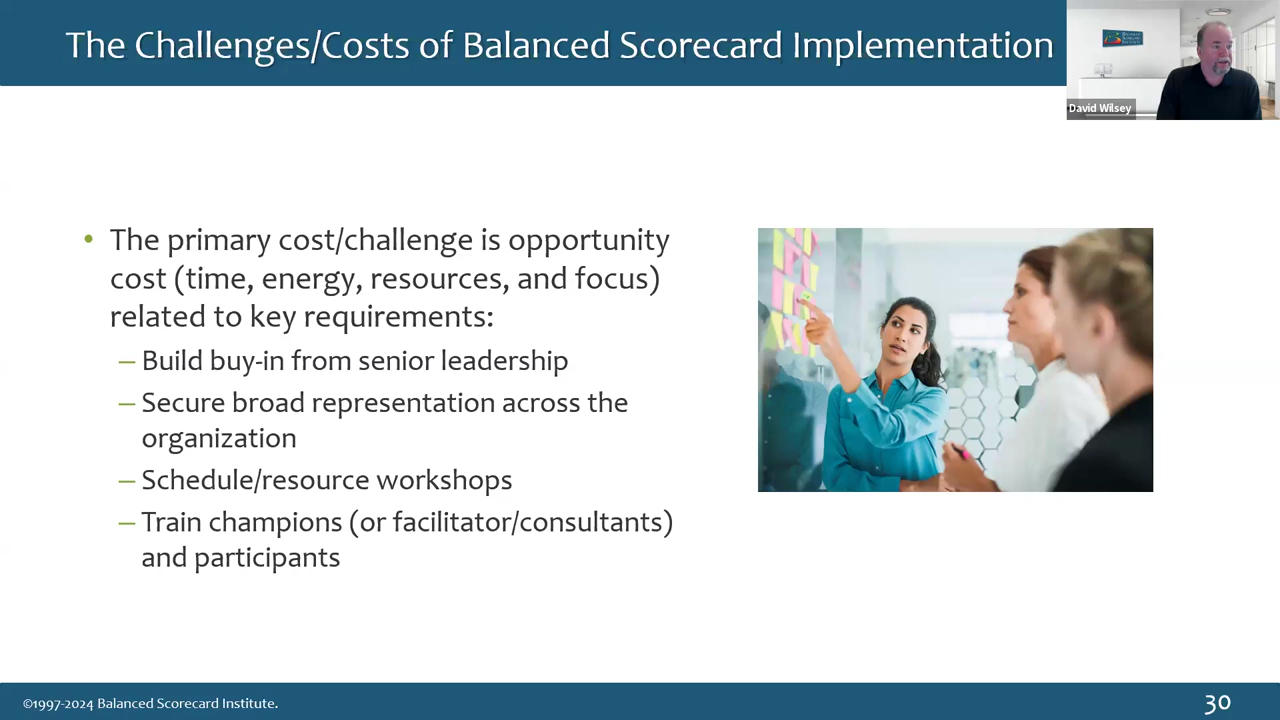 The Challenges/Costs of Balanced Scorecard Implementation
David Wilsey
• The primary cost/challenge is opportunity
cost (time, energy, resources, and focus)
related to key requirements:
– Build buy-in from senior leadership
– Secure broad representation across the
organization
– Schedule/resource workshops
– Train champions (or facilitator/consultants)
and participants
©1997-2024 Balanced Scorecard Institute.
30